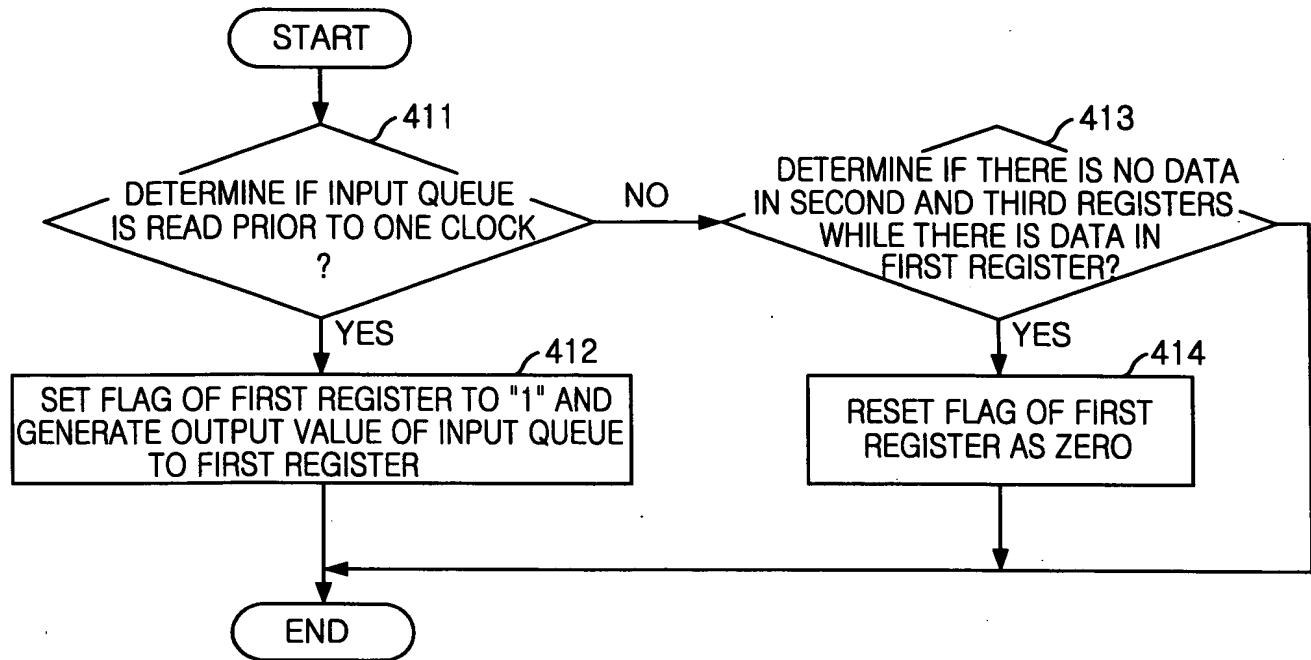 START
411
DETERMINE IF INPUT QUEUE
IS READ PRIOR TO ONE CLOCK
?
NO
413
DETERMINE IF THERE IS NO DATA
IN SECOND AND THIRD REGISTERS
WHILE THERE IS DATA IN
FIRST REGISTER?
YES
412
SET FLAG OF FIRST REGISTER TO "1" AND
GENERATE OUTPUT VALUE OF INPUT QUEUE
TO FIRST REGISTER
YES
414
RESET FLAG OF FIRST
REGISTER AS ZERO
END